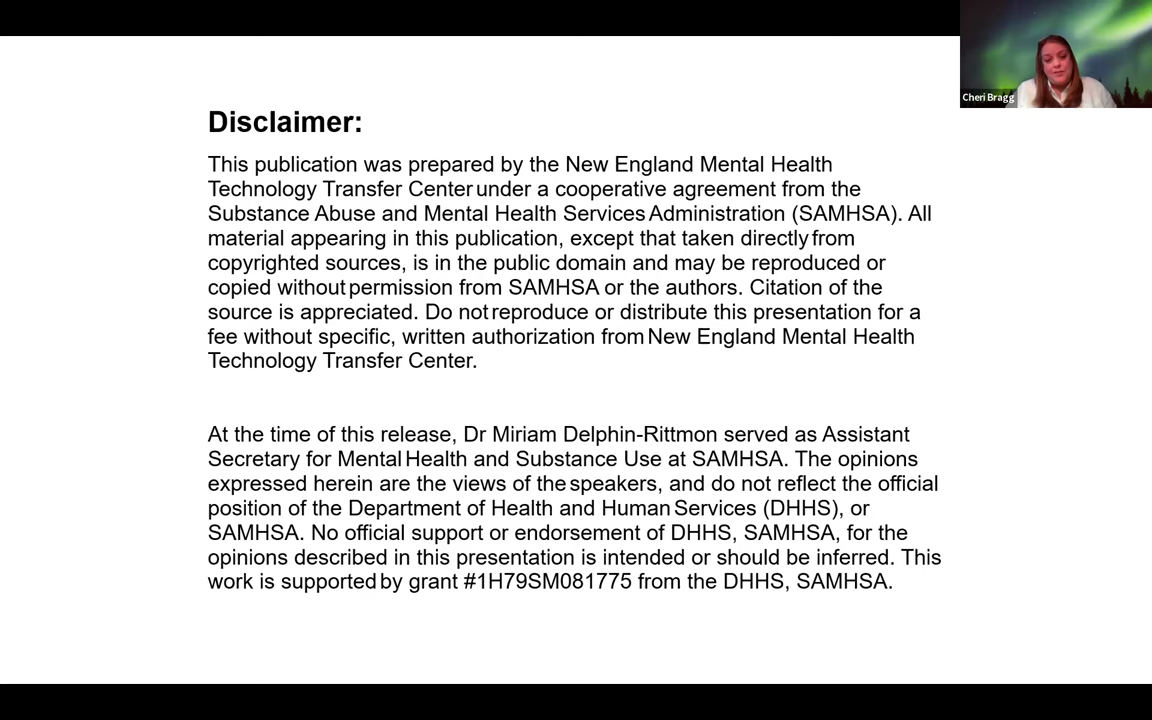 Disclaimer:
This publication was prepared by the New England Mental Health
Technology Transfer Center under a cooperative agreement from the
Substance Abuse and Mental Health Services Administration (SAMHSA). All
material appearing in this publication, except that taken directly from
copyrighted sources, is in the public domain and may be reproduced or
copied without permission from SAMHSA or the authors. Citation of the
source is appreciated. Do not reproduce or distribute this presentation for a
fee without specific, written authorization from New England Mental Health
Technology Transfer Center.
At the time of this release, Dr Miriam Delphin-Rittmon served as Assistant
Secretary for Mental Health and Substance Use at SAMHSA. The opinions
expressed herein are the views of the speakers, and do not reflect the official
position of the Department of Health and Human Services (DHHS), or
SAMHSA. No official support or endorsement of DHHS, SAMHSA, for the
opinions described in this presentation is intended or should be inferred. This
work is supported by grant #1H79SM081775 from the DHHS, SAMHSA.
Cheri Bragg